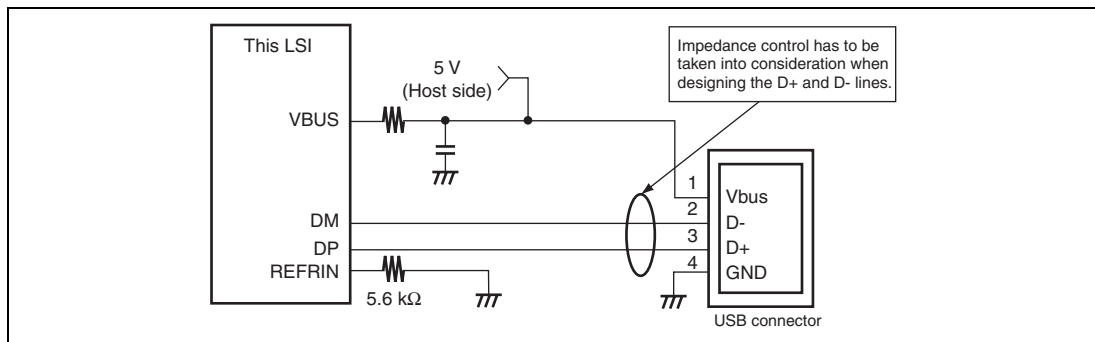 This LSI
Impedance control has to be
taken into consideration when
designing the D+ and D- lines.
5 V
(Host side)
VBUS
1
Vbus
2
DM
D-
3
DP
D+
4
REFRIN
GND
5.6 kΩ
USB connector